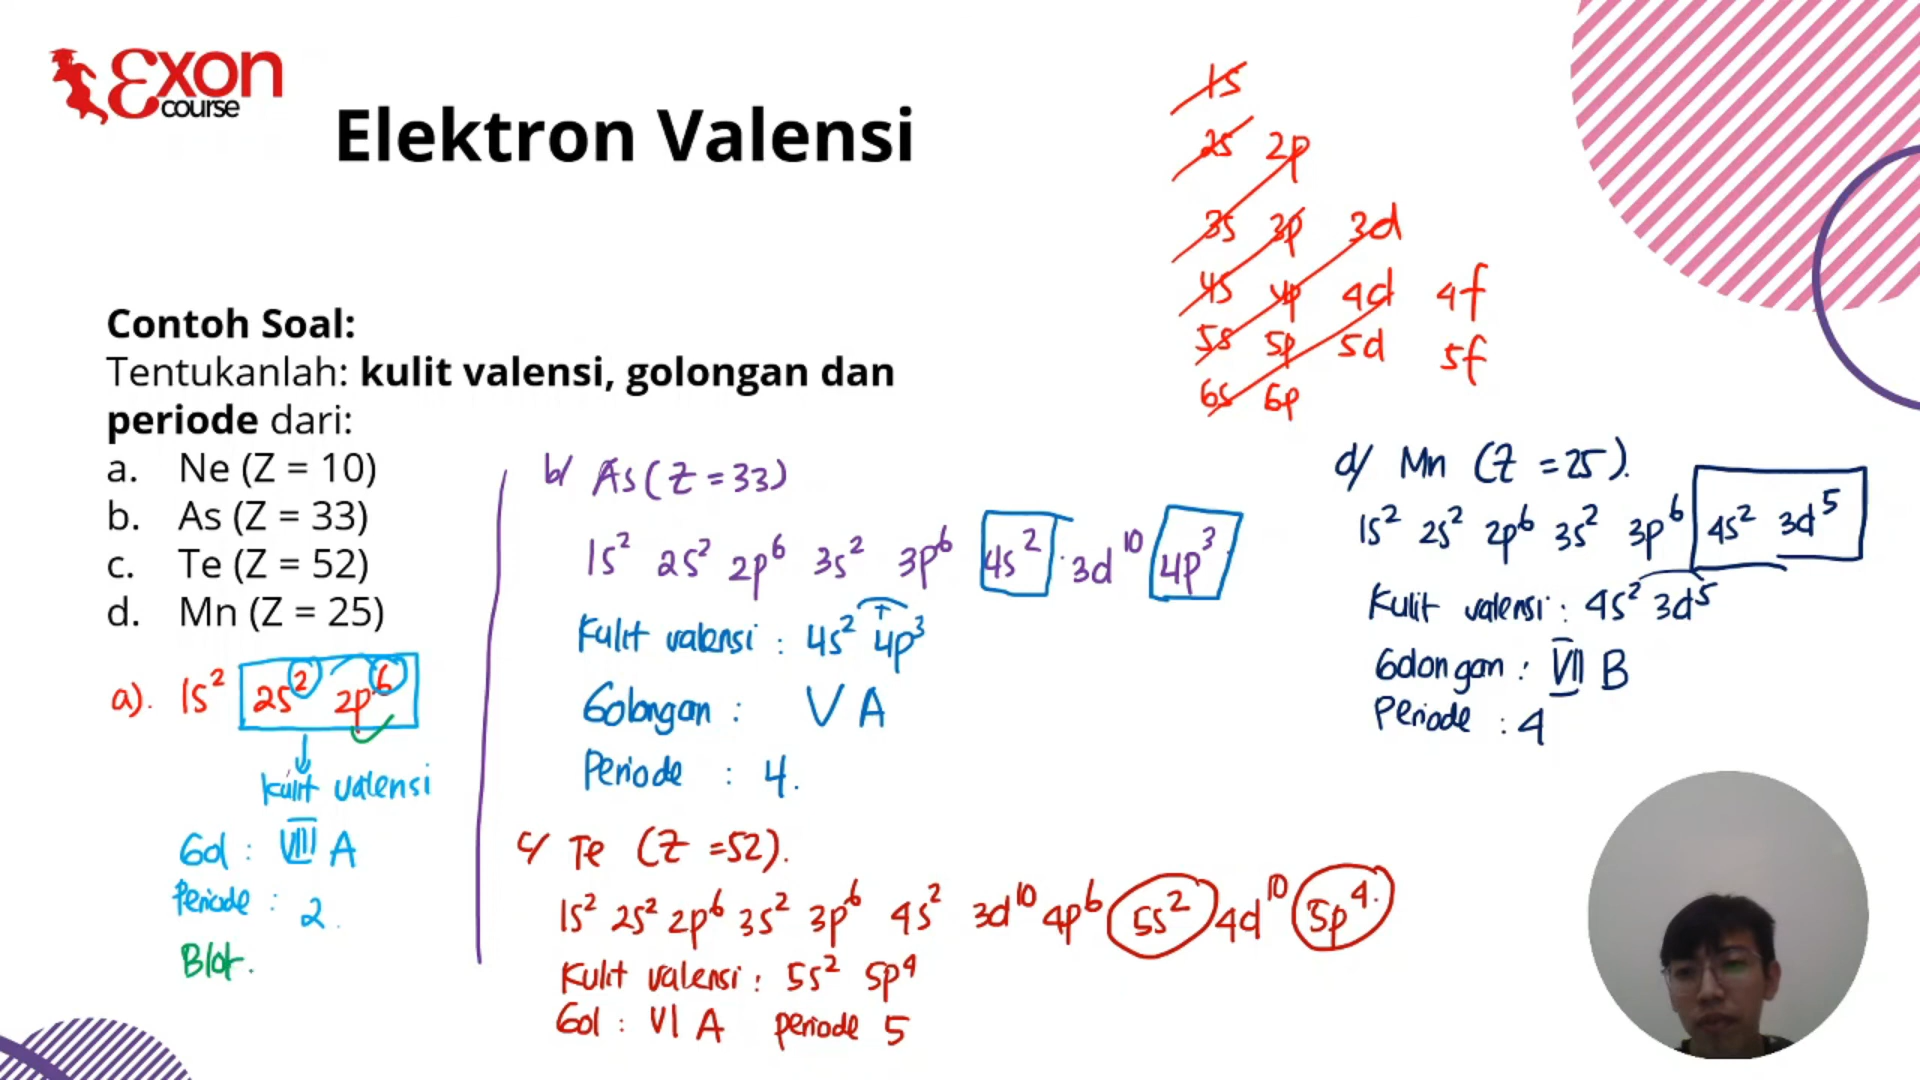 Exon
course
Elektron Valensi
1s
2s 2p
3s 3p 3d
4s 4p 4d 4f
5s 5p 5d 5f
6s 6p
Contoh Soal:
Tentukanlah: kulit valensi, golongan dan
periode dari:
a. Ne (Z = 10)
b. As (Z = 33)
c. Te (Z = 52)
d. Mn (Z = 25)
a). 1s² 2s² 2p⁶
kulit valensi
Gol : VIII A
Periode : 2.
b/ As (Z = 33)
1s² 2s² 2p⁶ 3s² 3p⁶ 4s² 3d¹⁰ 4p³
Kulit valensi : 4s² 4p³
+
Golongan : V A
Periode : 4.
c/ Te (Z = 52).
1s² 2s² 2p⁶ 3s² 3p⁶ 4s² 3d¹⁰ 4p⁶ 5s² 4d¹⁰ 5p⁴.
Kulit valensi : 5s² 5p⁴
Gol : VI A periode 5
d/ Mn (Z = 25).
1s² 2s² 2p⁶ 3s² 3p⁶ 4s² 3d⁵
Kulit valensi : 4s² 3d⁵
Golongan : VII B
Periode : 4